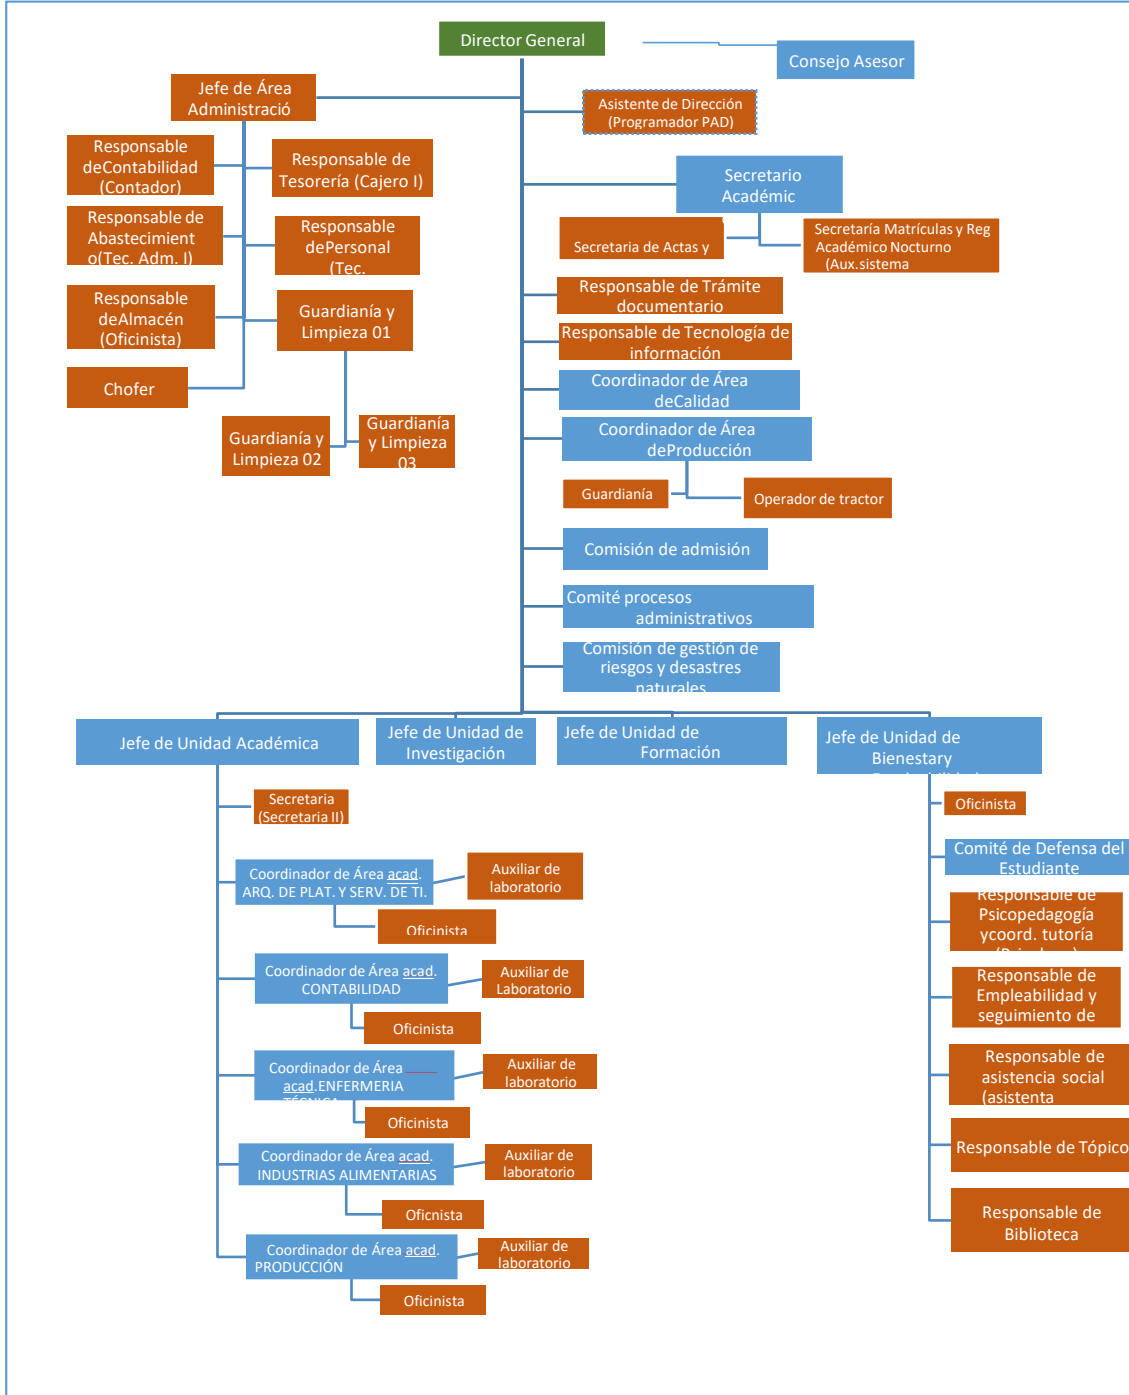 Director General
Consejo Asesor
Jefe de Área
Administració
Asistente de Dirección
(Programador PAD)
Responsable
deContabilidad
(Contador)
Responsable de
Tesorería (Cajero I)
Secretario
Académic
Responsable de
Abastecimient
o(Tec. Adm. I)
Responsable
dePersonal
(Tec.
Secretaria de Actas y
Secretaría Matrículas y Reg
Académico Nocturno
(Aux.sistema
Responsable
deAlmacén
(Oficinista)
Guardianía y
Limpieza 01
Responsable de Trámite
documentario
Responsable de Tecnología de
información
Chofer
Coordinador de Área
deCalidad
Guardianía y
Limpieza 02
Guardianía
y Limpieza
03
Coordinador de Área
deProducción
Guardianía
Operador de tractor
Comisión de admisión
Comité procesos
administrativos
Comisión de gestión de
riesgos y desastres
naturales
Jefe de Unidad Académica
Jefe de Unidad de
Investigación
Jefe de Unidad de
Formación
Jefe de Unidad de
Bienestary
Secretaria
(Secretaria II)
Oficinista
Coordinador de Área acad.
ARQ. DE PLAT. Y SERV. DE TI.
Auxiliar de
laboratorio
Oficinista
Comité de Defensa del
Estudiante
Responsable de
Psicopedagogía
ycoord. tutoría
Coordinador de Área acad.
CONTABILIDAD
Auxiliar de
Laboratorio
Oficinista
Responsable de
Empleabilidad y
seguimiento de
Coordinador de Área
acad.ENFERMERIA
TÉCNICA
Auxiliar de
laboratorio
Oficinista
Responsable de
asistencia social
(asistenta
Coordinador de Área acad.
INDUSTRIAS ALIMENTARIAS
Auxiliar de
laboratorio
Oficnista
Responsable de Tópico
Responsable de
Biblioteca
Coordinador de Área acad.
PRODUCCIÓN
Auxiliar de
laboratorio
Oficinista